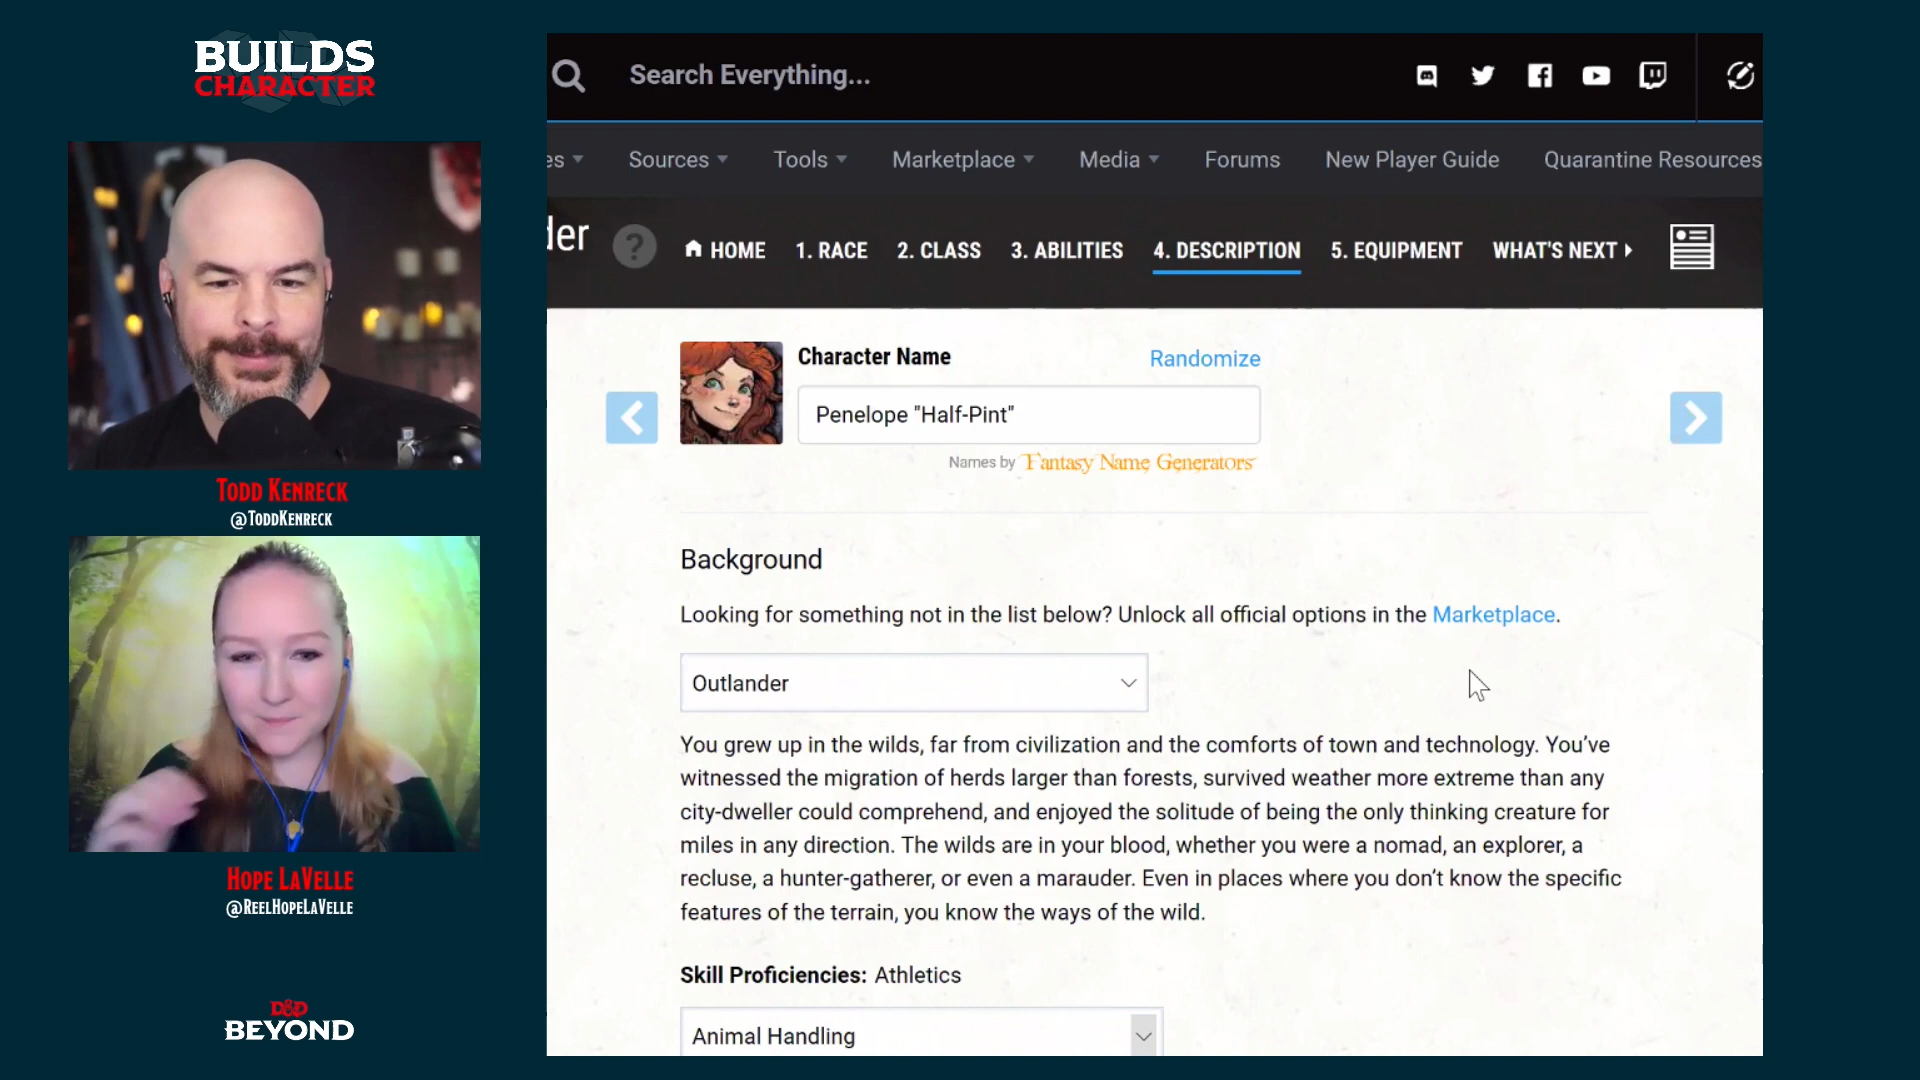 BUILDS
CHARACTER
Todd Kenreck
@ToddKenreck
Hope LaVelle
@ReelHopeLaVelle
D&D
BEYOND
Search Everything...
es
Sources
Tools
Marketplace
Media
Forums
New Player Guide
Quarantine Resources
der
?
HOME
1. RACE
2. CLASS
3. ABILITIES
4. DESCRIPTION
5. EQUIPMENT
WHAT'S NEXT
Character Name
Randomize
Penelope "Half-Pint"
Names by Fantasy Name Generators
Background
Looking for something not in the list below? Unlock all official options in the Marketplace.
Outlander
You grew up in the wilds, far from civilization and the comforts of town and technology. You’ve
witnessed the migration of herds larger than forests, survived weather more extreme than any
city-dweller could comprehend, and enjoyed the solitude of being the only thinking creature for
miles in any direction. The wilds are in your blood, whether you were a nomad, an explorer, a
recluse, a hunter-gatherer, or even a marauder. Even in places where you don’t know the specific
features of the terrain, you know the ways of the wild.
Skill Proficiencies: Athletics
Animal Handling